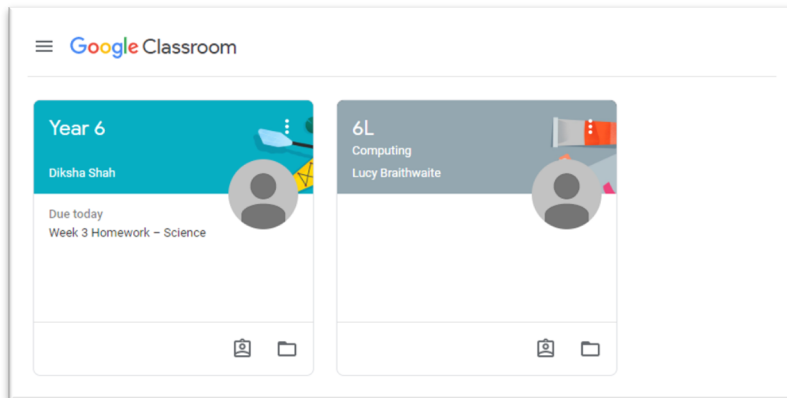 Google Classroom
Year 6
Diksha Shah
Due today
Week 3 Homework – Science
6L
Computing
Lucy Braithwaite